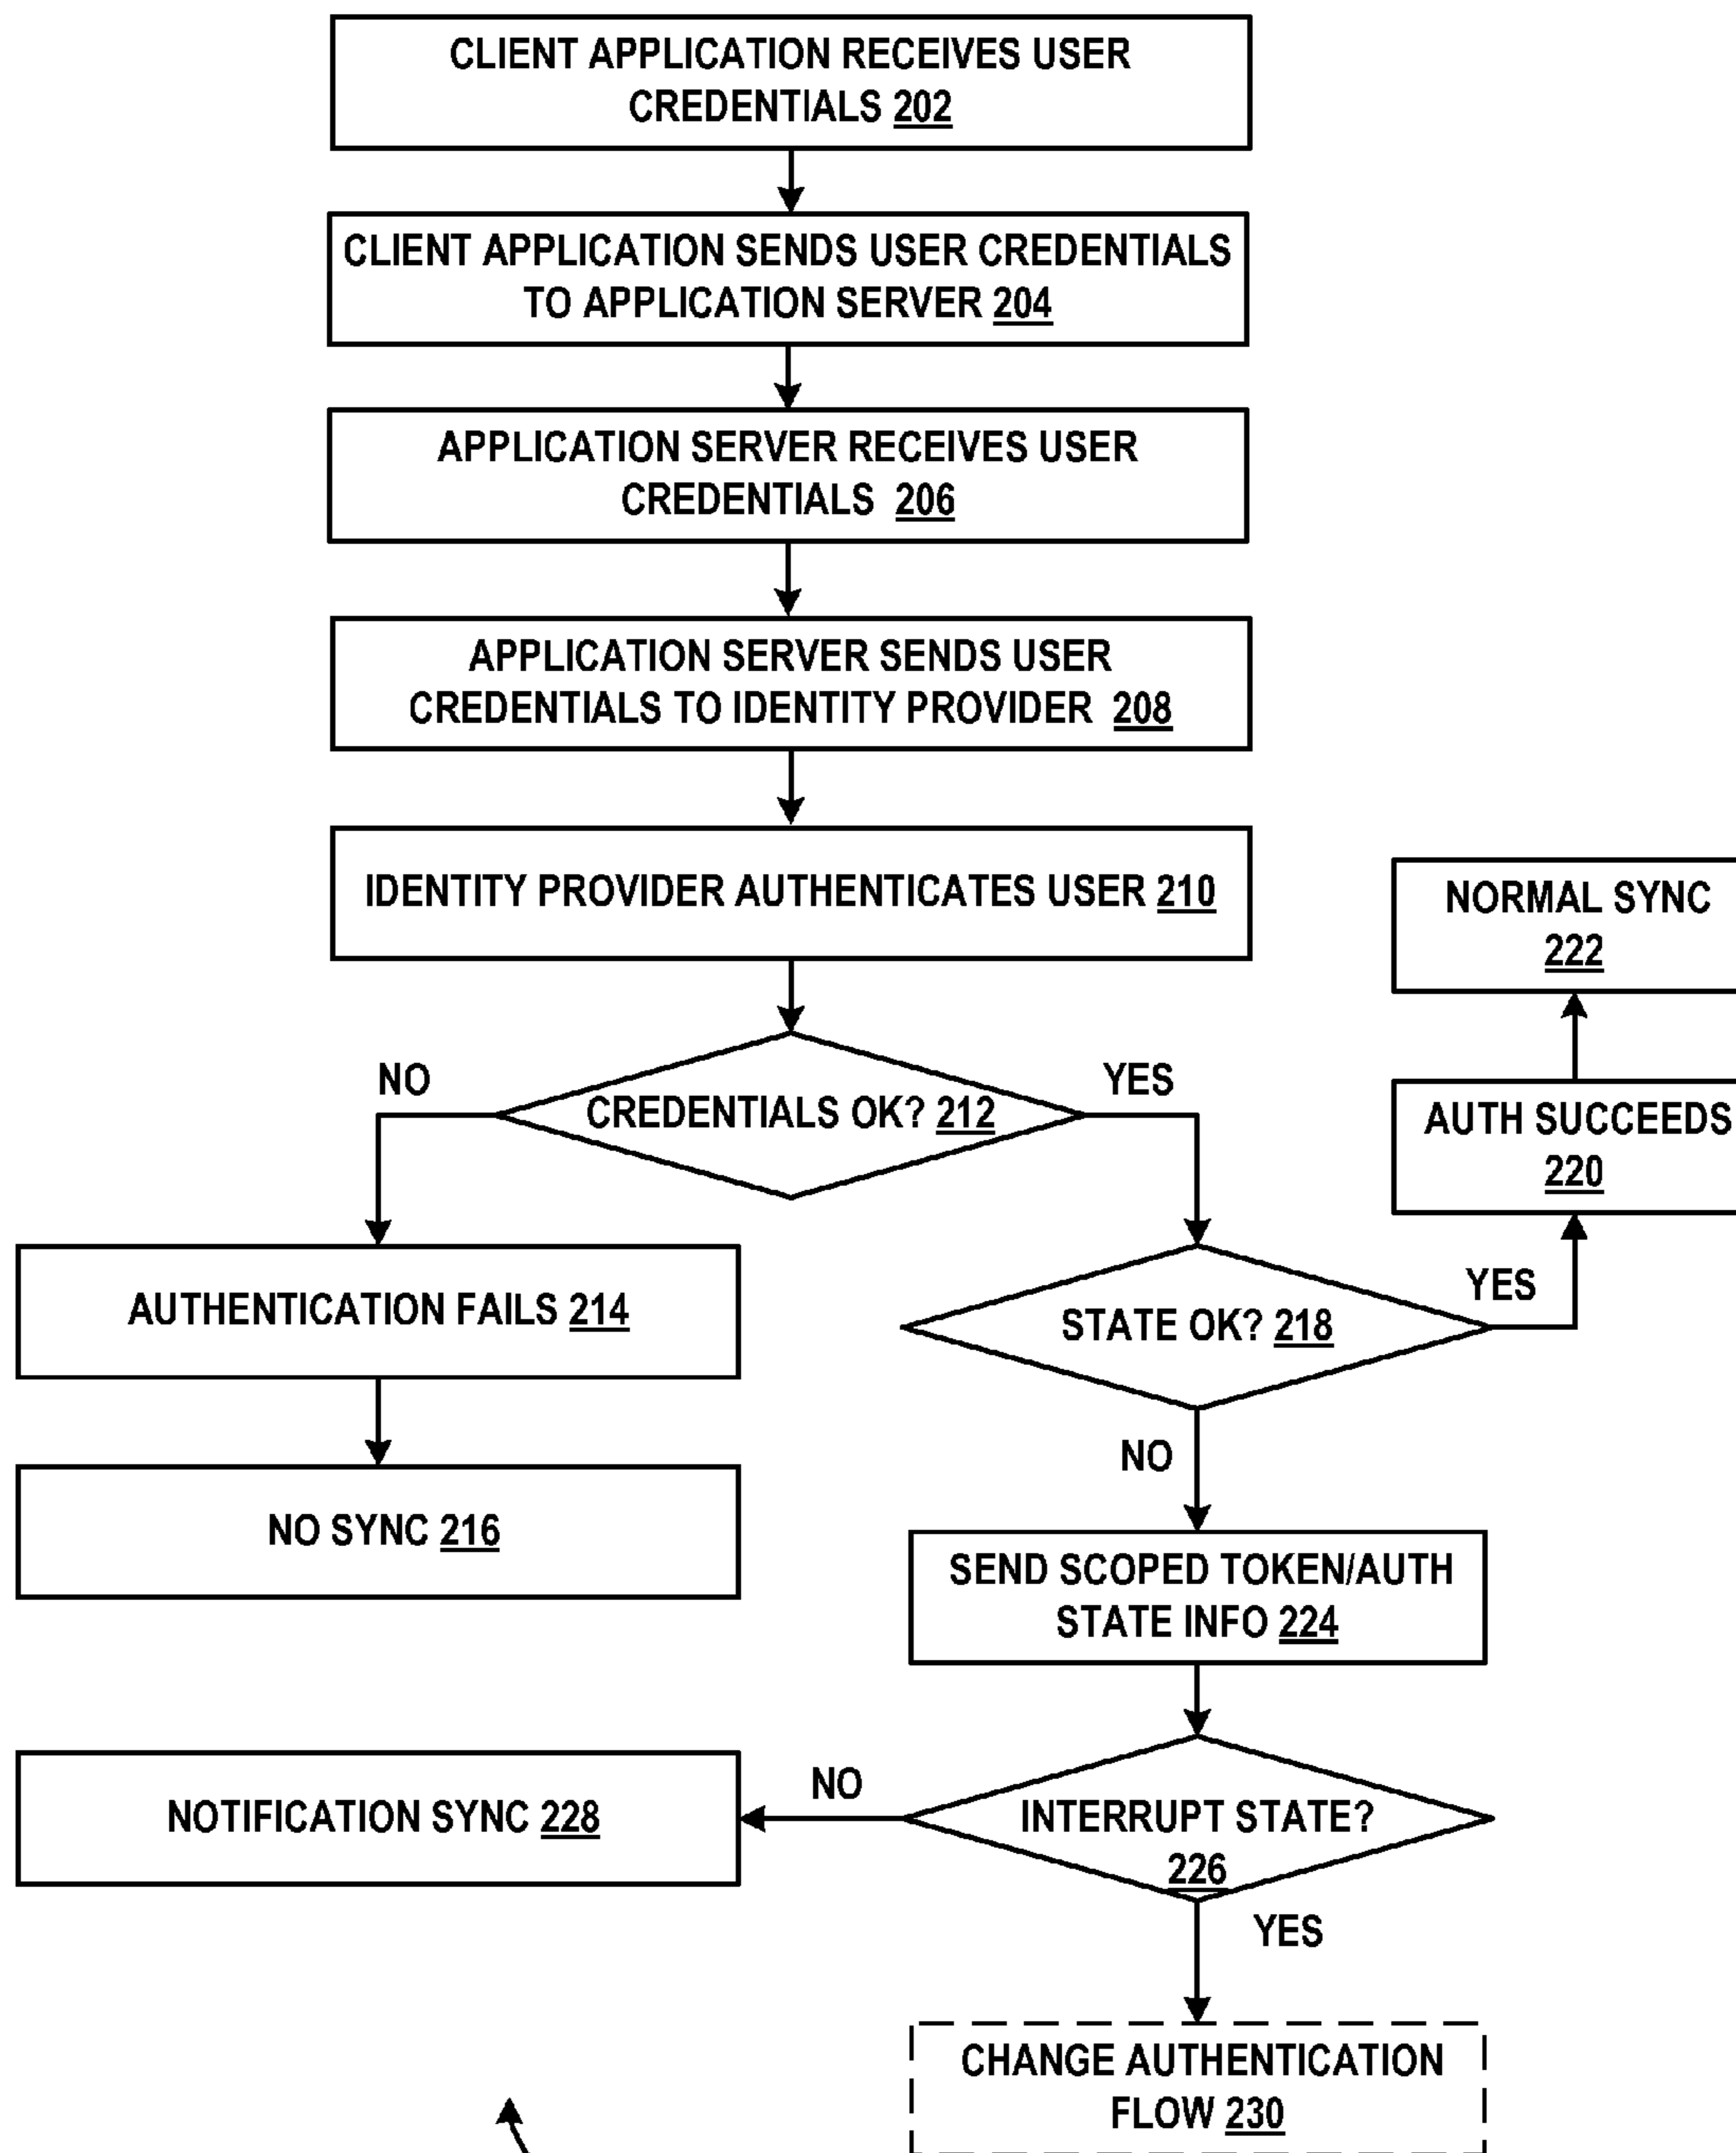 CLIENT APPLICATION RECEIVES USER
CREDENTIALS 202
CLIENT APPLICATION SENDS USER CREDENTIALS
TO APPLICATION SERVER 204
APPLICATION SERVER RECEIVES USER
CREDENTIALS 206
APPLICATION SERVER SENDS USER
CREDENTIALS TO IDENTITY PROVIDER 208
IDENTITY PROVIDER AUTHENTICATES USER 210
NORMAL SYNC
222
NO
YES
CREDENTIALS OK? 212
AUTH SUCCEEDS
220
AUTHENTICATION FAILS 214
STATE OK? 218
YES
NO
NO SYNC 216
SEND SCOPED TOKEN/AUTH
STATE INFO 224
NOTIFICATION SYNC 228
NO
INTERRUPT STATE?
226
YES
CHANGE AUTHENTICATION
FLOW 230